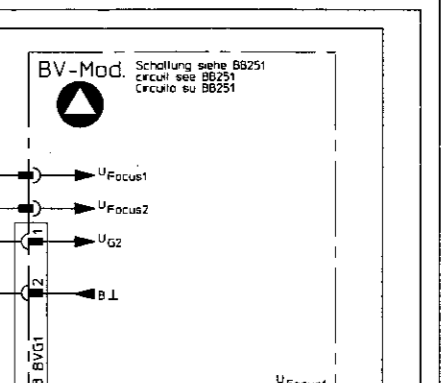 BV-Mod.
Schaltung siehe BB251
circuit see BB251
Circuito su BB251
UFocus1
UFocus2
1
UG2
2
B⊥
BVG1